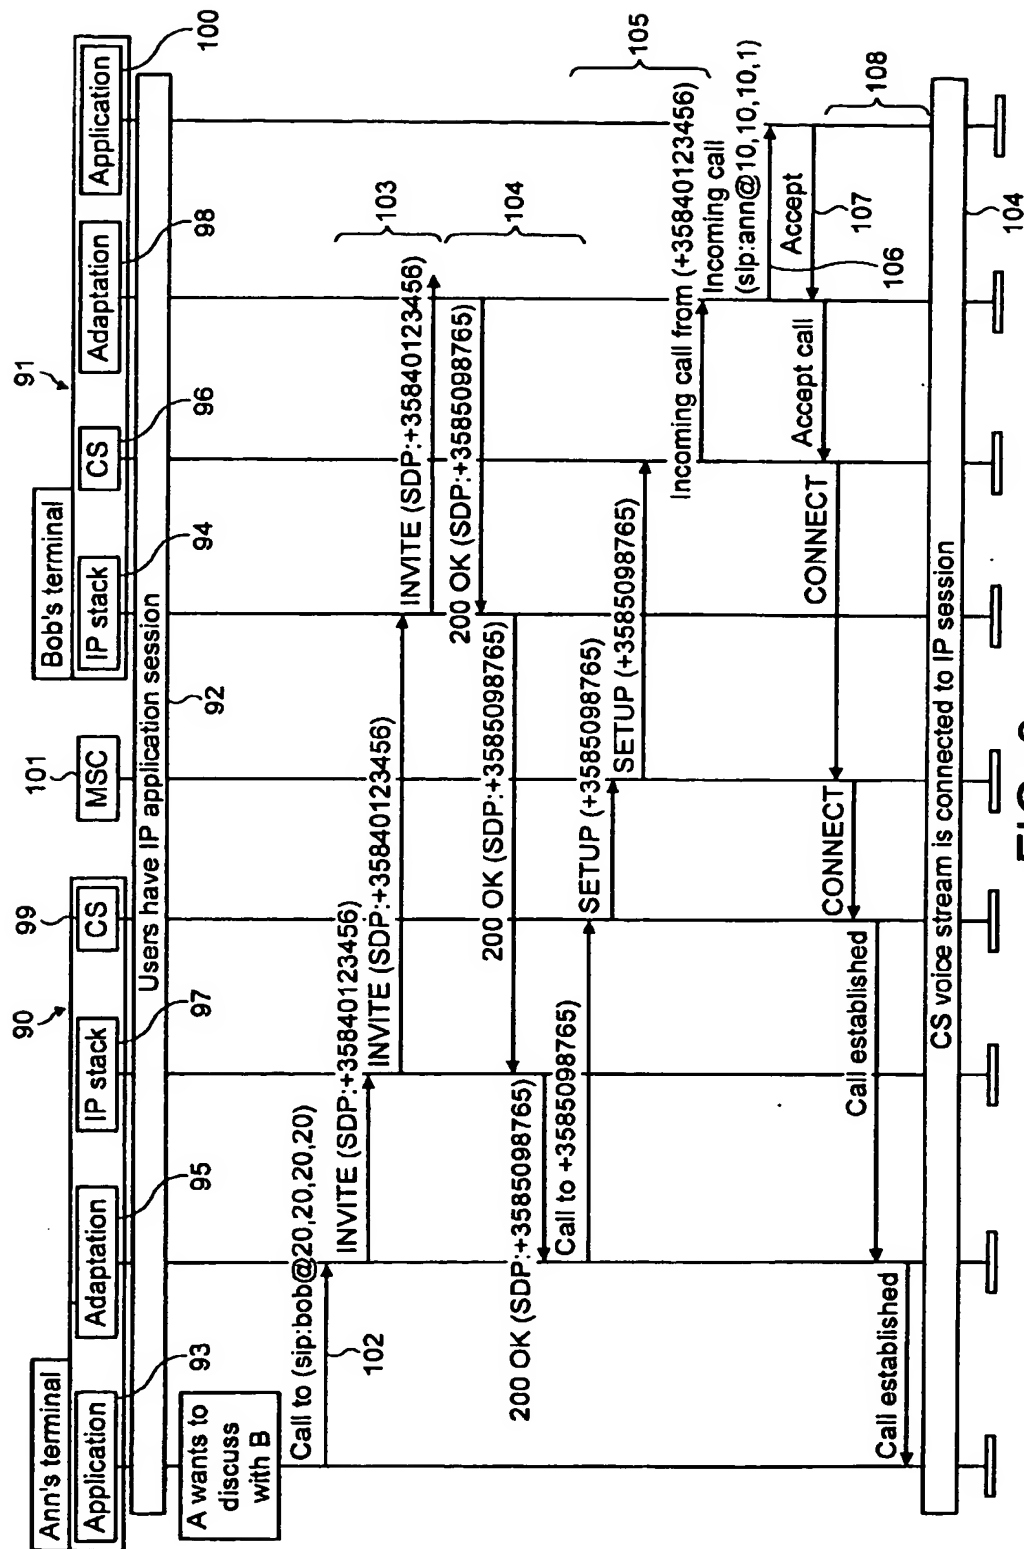 Ann's terminal
Bob's terminal
90
91
Application
Adaptation
IP stack
CS
MSC
IP stack
CS
Adaptation
Application
93
95
97
99
101
94
96
98
100
Users have IP application session
92
A wants to
discuss
with B
Call to (sip:bob@20,20,20,20)
102
INVITE (SDP:+35840123456)
INVITE (SDP:+35840123456)
INVITE (SDP:+35840123456)
103
200 OK (SDP:+3585098765)
200 OK (SDP:+3585098765)
200 OK (SDP:+3585098765)
104
Call to +3585098765)
SETUP (+3585098765)
SETUP (+3585098765)
Incoming call from (+35840123456)
105
Incoming call
(sip:ann@10,10,10,1)
106
Accept
107
Accept call
CONNECT
CONNECT
Call established
Call established
108
CS voice stream is connected to IP session
104